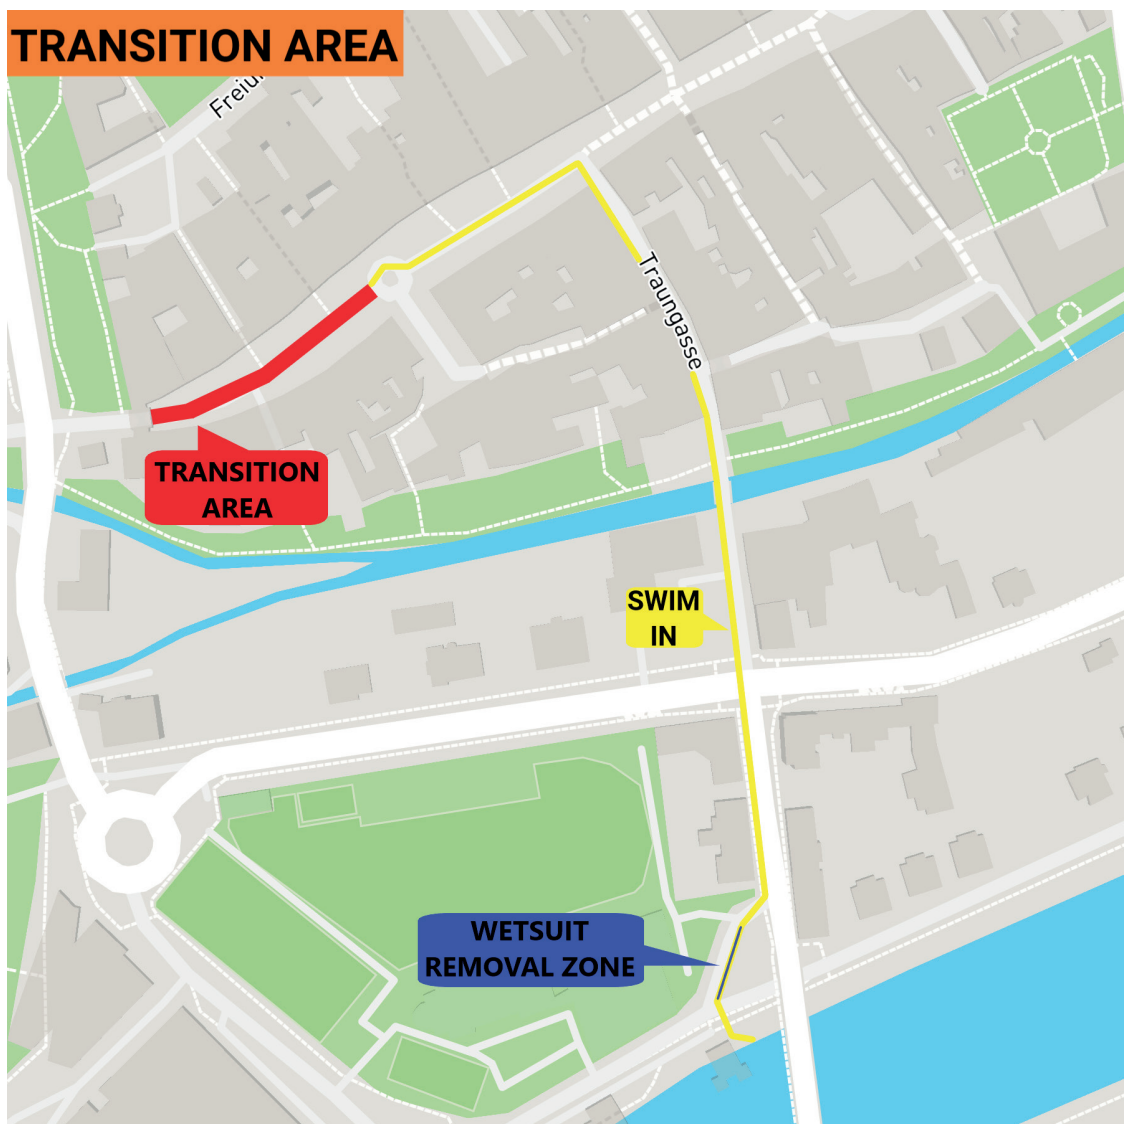 TRANSITION AREA
Traungasse
TRANSITION
AREA
SWIM
IN
WETSUIT
REMOVAL ZONE